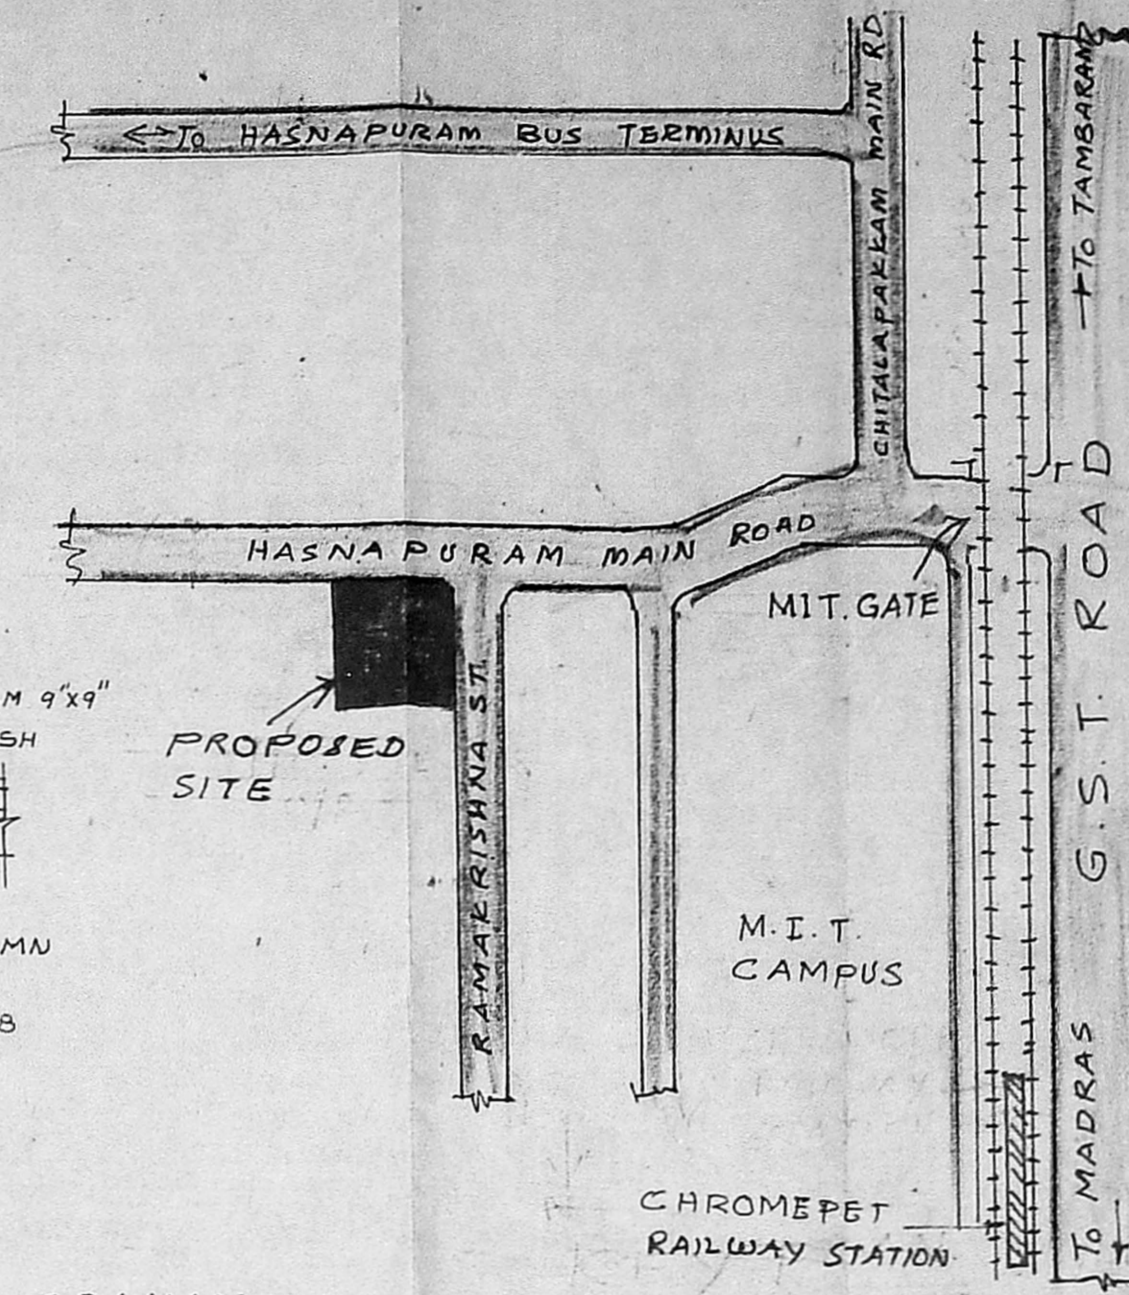 ↔To HASNAPURAM BUS TERMINUS
CHITALAPAKKAM MAIN RD
→To TAMBARAM
HASNAPURAM MAIN ROAD
MIT. GATE
G.S.T. ROAD
M 9"x9"
SH
PROPOSED
SITE
RAMAKRISHNA ST.
M.I.T.
CAMPUS
MN
B
CHROMEPET
RAILWAY STATION
To MADRAS